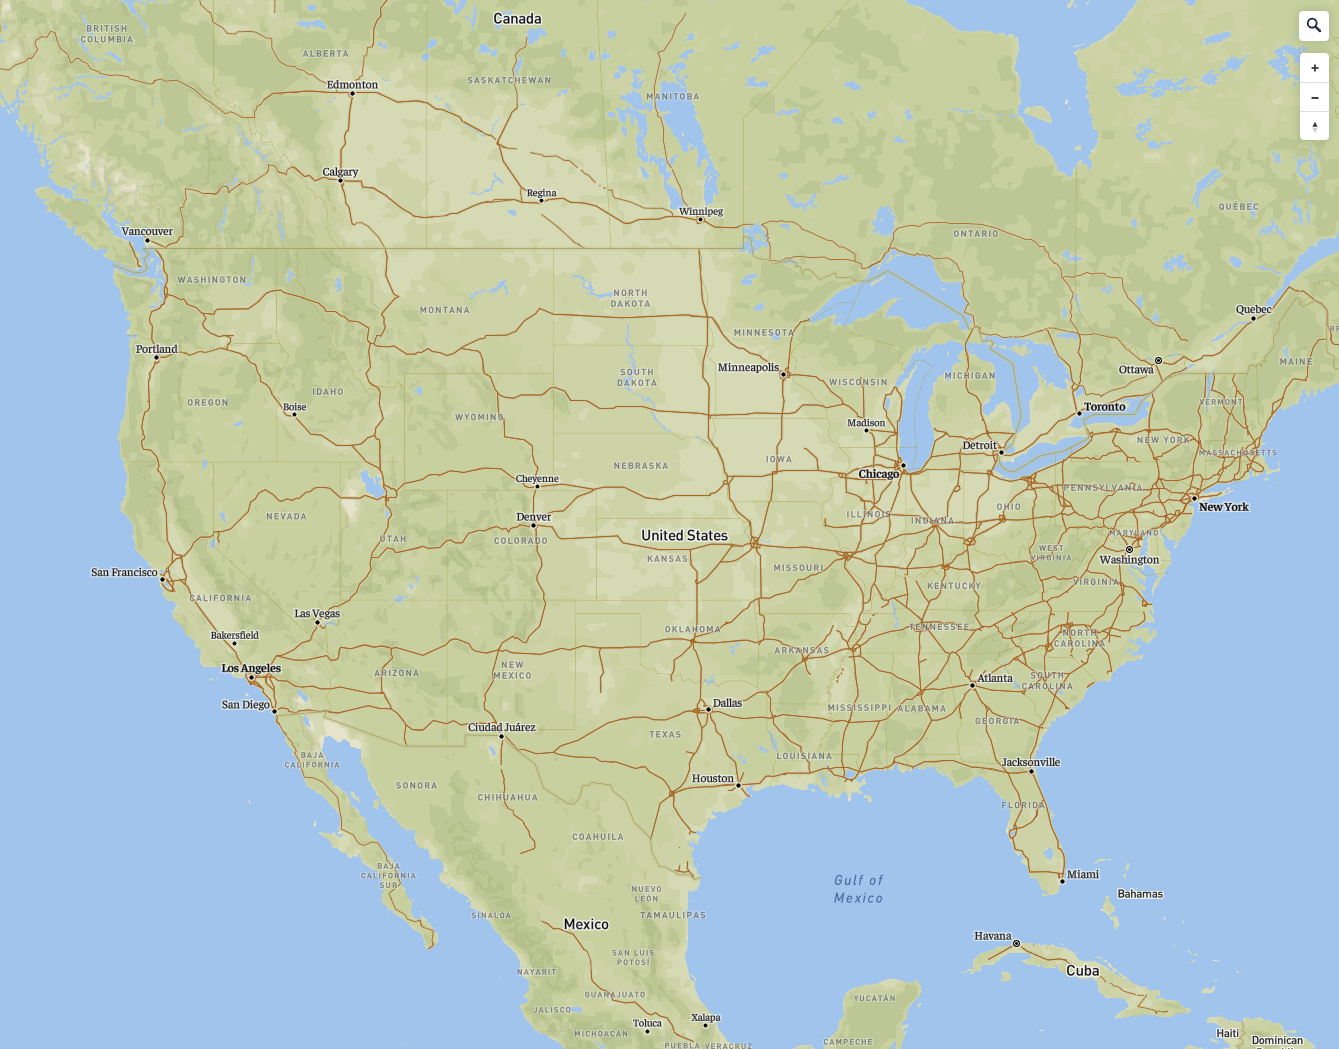 Canada
BRITISH
COLUMBIA
ALBERTA
SASKATCHEWAN
Edmonton
MANITOBA
+
−
Calgary
Regina
Winnipeg
QUÉBEC
Vancouver
ONTARIO
WASHINGTON
NORTH
DAKOTA
MONTANA
Quebec
MINNESOTA
Portland
Minneapolis
Ottawa
MAINE
SOUTH
DAKOTA
WISCONSIN
MICHIGAN
IDAHO
OREGON
Boise
WYOMING
VERMONT
Toronto
Madison
NEW YORK
Detroit
MASSACHUSETTS
IOWA
NEBRASKA
Chicago
Cheyenne
PENNSYLVANIA
OHIO
New York
NEVADA
Denver
ILLINOIS
INDIANA
UTAH
COLORADO
United States
MARYLAND
KANSAS
WEST
VIRGINIA
Washington
San Francisco
MISSOURI
KENTUCKY
VIRGINIA
CALIFORNIA
Las Vegas
OKLAHOMA
TENNESSEE
Bakersfield
NORTH
CAROLINA
ARKANSAS
Los Angeles
ARIZONA
NEW
MEXICO
Atlanta
SOUTH
CAROLINA
San Diego
Dallas
MISSISSIPPI
ALABAMA
GEORGIA
Ciudad Juárez
TEXAS
BAJA
CALIFORNIA
LOUISIANA
Jacksonville
SONORA
CHIHUAHUA
Houston
FLORIDA
COAHUILA
BAJA
CALIFORNIA
SUR
Gulf of
Mexico
Miami
NUEVO
LEÓN
Bahamas
SINALOA
TAMAULIPAS
Mexico
Havana
SAN LUIS
POTOSÍ
Cuba
NAYARIT
GUANAJUATO
YUCATÁN
JALISCO
Xalapa
Toluca
MICHOACÁN
PUEBLA
VERACRUZ
CAMPECHE
Haiti
Dominican